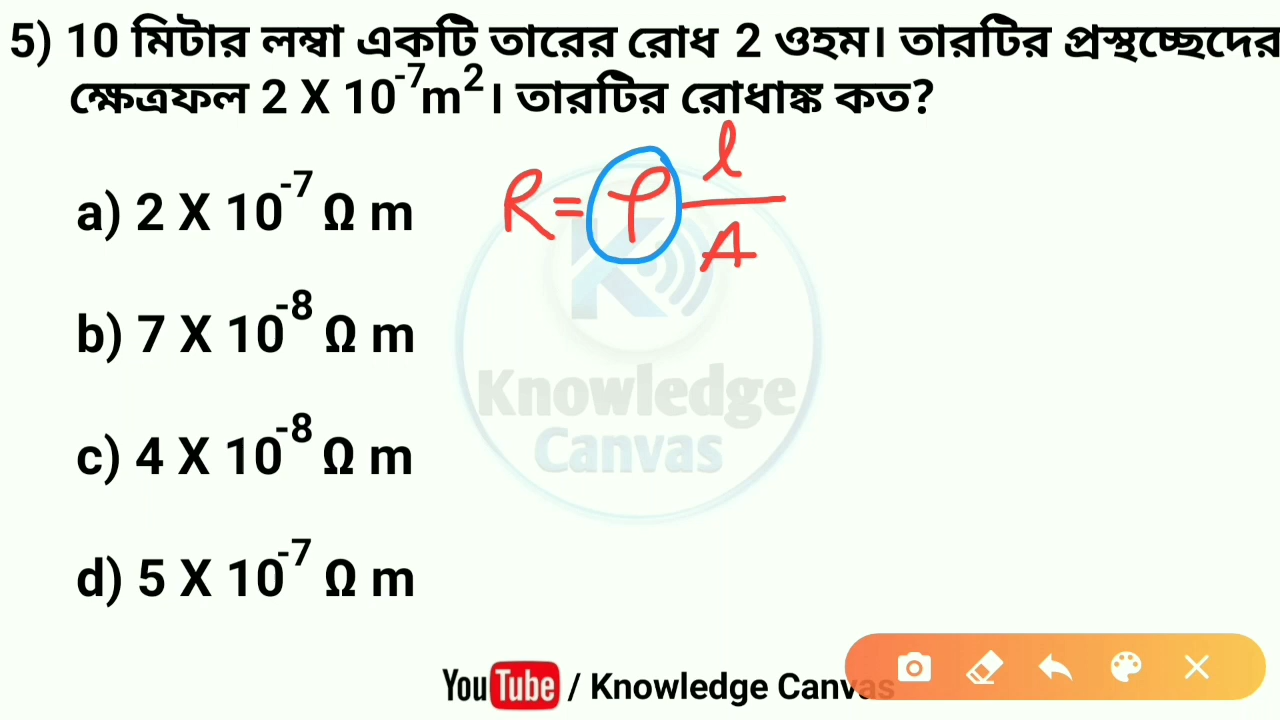 5) 10 মিটার লম্বা একটি তারের রোধ 2 ওহম। তারটির প্রস্থচ্ছেদের
ক্ষেত্রফল 2 X 10⁻⁷m²। তারটির রোধাঙ্ক কত?
a) 2 X 10⁻⁷ Ω m
R = ρ l / A
b) 7 X 10⁻⁸ Ω m
c) 4 X 10⁻⁸ Ω m
d) 5 X 10⁻⁷ Ω m
Knowledge
Canvas
YouTube / Knowledge Canvas